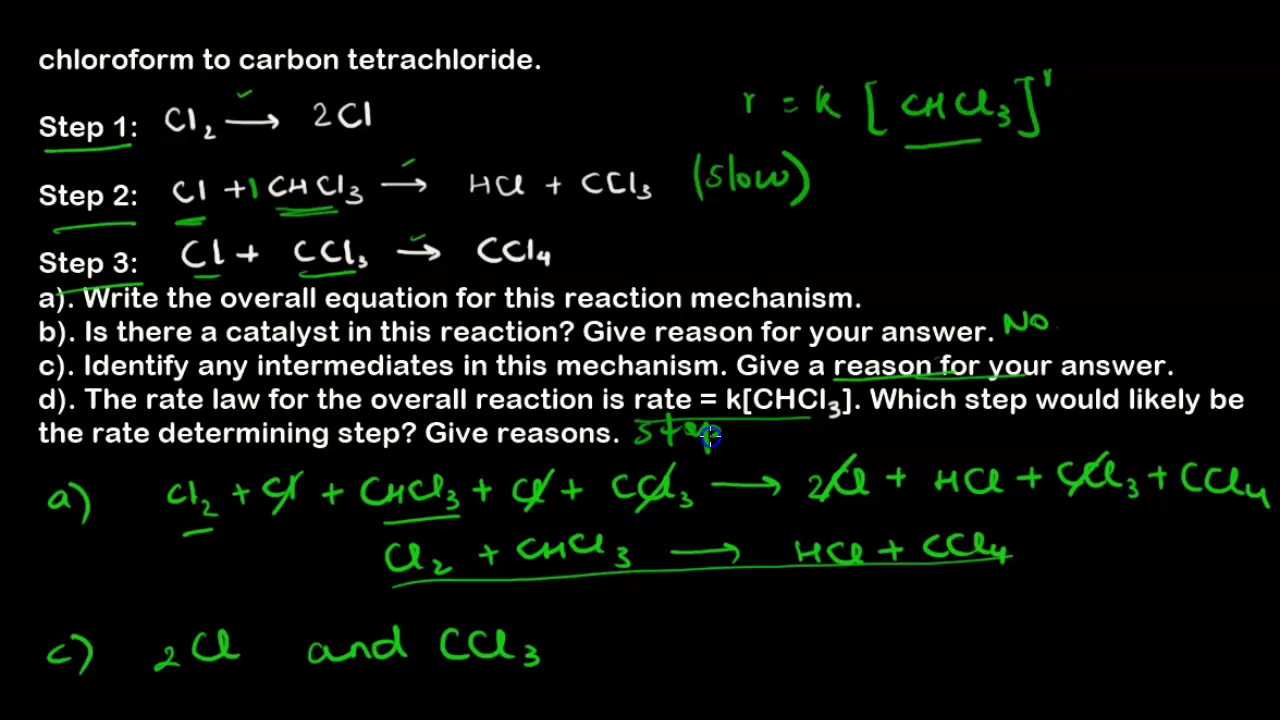 chloroform to carbon tetrachloride.
r = k [CHCl₃]¹
Step 1: Cl₂ → 2Cl
Step 2: Cl + 1 CHCl₃ → HCl + CCl₃ (slow)
Step 3: Cl + CCl₃ → CCl₄
a). Write the overall equation for this reaction mechanism.
b). Is there a catalyst in this reaction? Give reason for your answer. NO
c). Identify any intermediates in this mechanism. Give a reason for your answer.
d). The rate law for the overall reaction is rate = k[CHCl₃]. Which step would likely be
the rate determining step? Give reasons. step
a) Cl₂ + Cl + CHCl₃ + Cl + CCl₃ → 2Cl + HCl + CCl₃ + CCl₄
Cl₂ + CHCl₃ → HCl + CCl₄
c) 2Cl and CCl₃